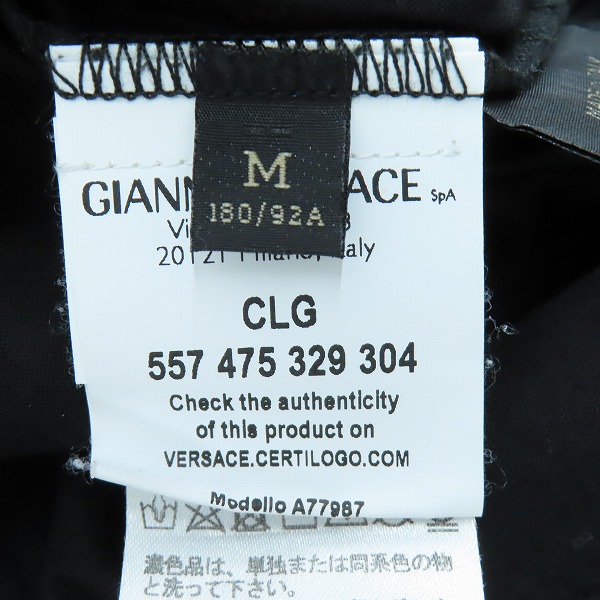 M
180/92A
GIANN ACE SpA
20121 Milano, Italy
CLG
557 475 329 304
Check the authenticity
of this product on
VERSACE.CERTILOGO.COM
Modello A77987
濃色品は、単独または同系色の物
と洗って下さい。